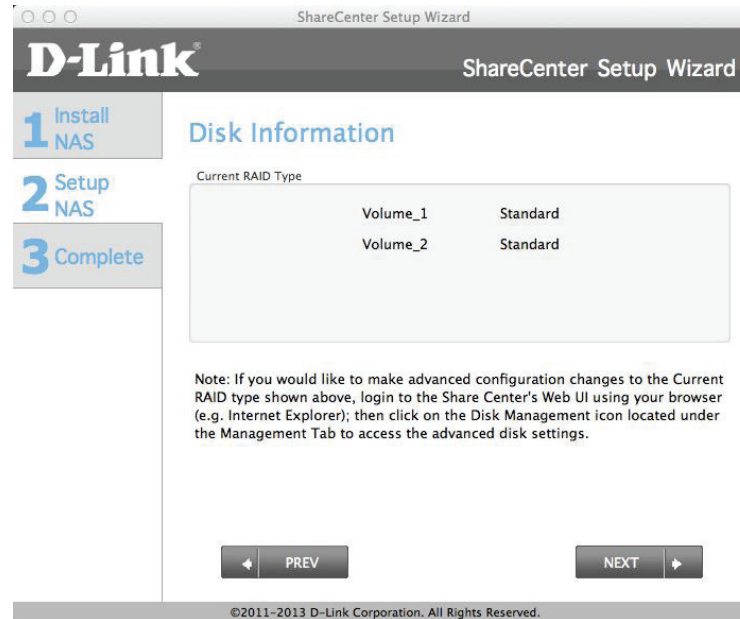 ShareCenter Setup Wizard
D-Link®
ShareCenter Setup Wizard
1 Install
NAS
2 Setup
NAS
3 Complete
Disk Information
Current RAID Type
Volume_1 Standard
Volume_2 Standard
Note: If you would like to make advanced configuration changes to the Current
RAID type shown above, login to the Share Center's Web UI using your browser
(e.g. Internet Explorer); then click on the Disk Management icon located under
the Management Tab to access the advanced disk settings.
PREV
NEXT
©2011-2013 D-Link Corporation. All Rights Reserved.